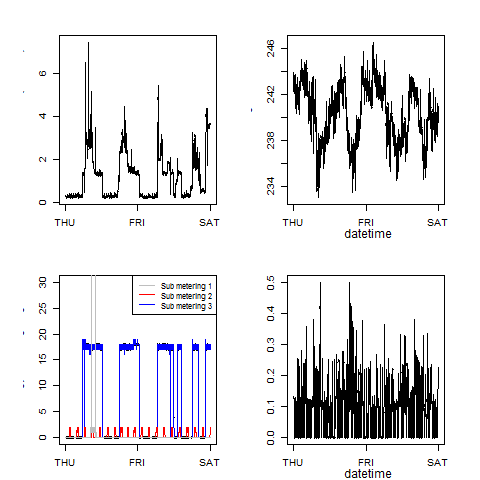 6
4
2
0
THU FRI SAT
246
242
238
234
THU FRI SAT
datetime
30
25
20
15
10
5
0
Sub metering 1
Sub metering 2
Sub metering 3
THU FRI SAT
0.5
0.4
0.3
0.2
0.1
0.0
THU FRI SAT
datetime